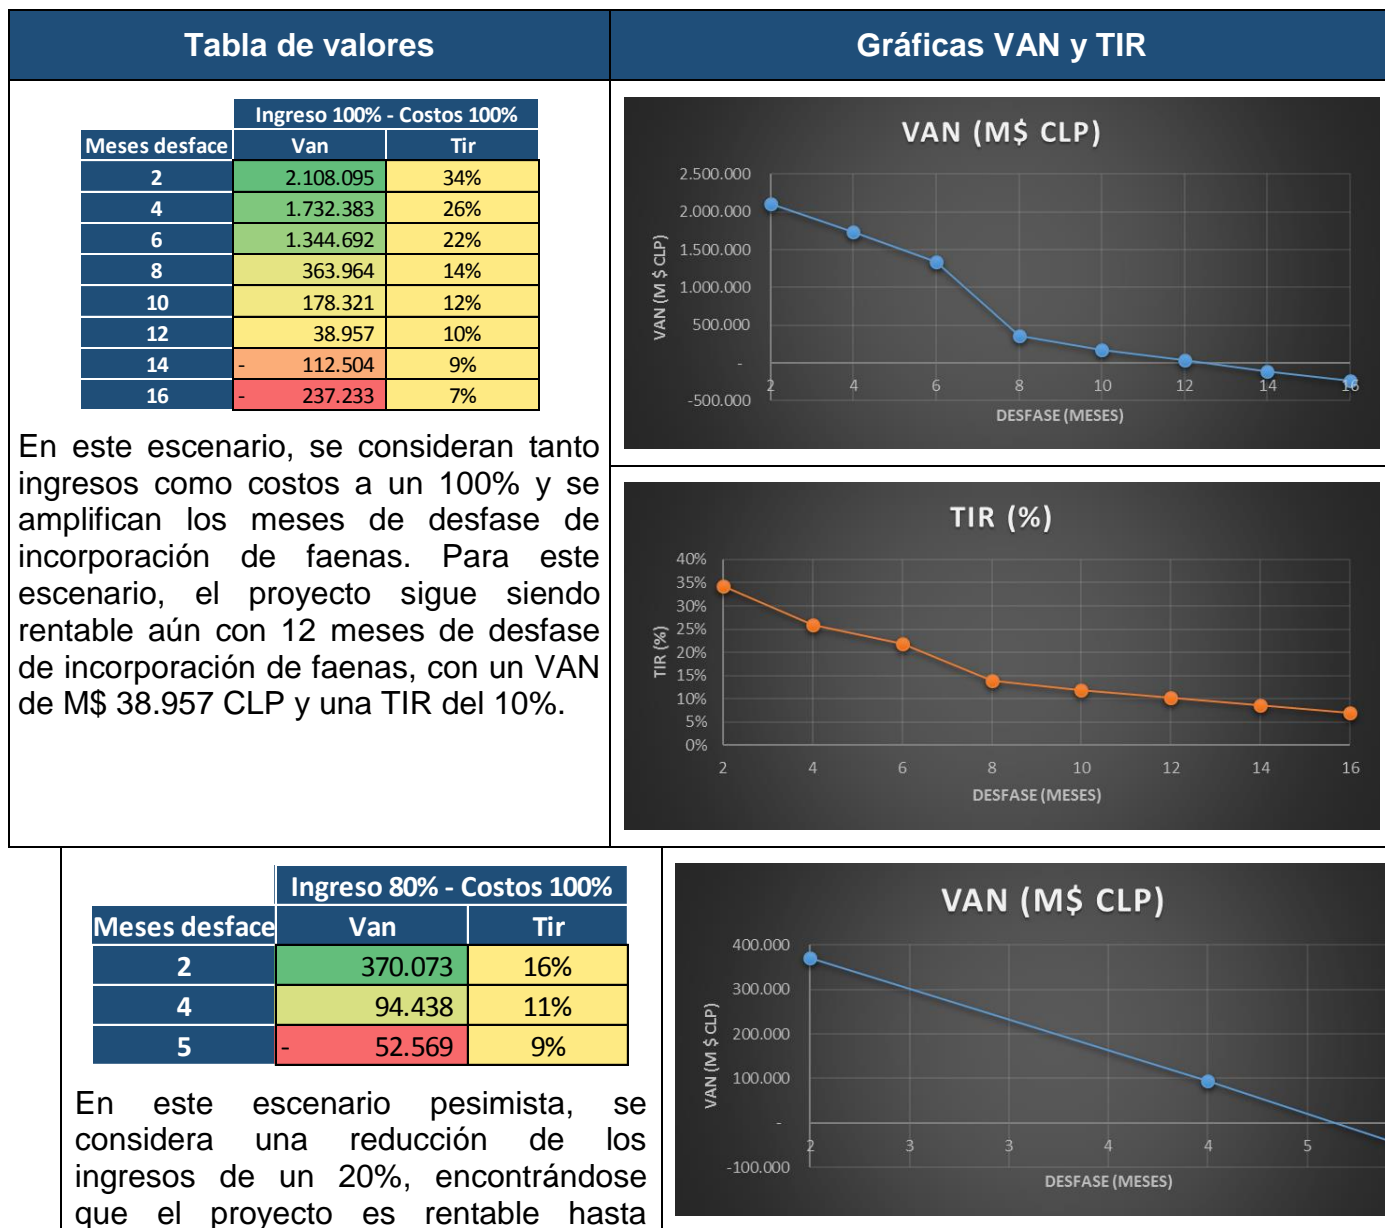 Tabla de valores
Gráficas VAN y TIR
Ingreso 100% - Costos 100%
Meses desface Van Tir
2 2.108.095 34%
4 1.732.383 26%
6 1.344.692 22%
8 363.964 14%
10 178.321 12%
12 38.957 10%
14 - 112.504 9%
16 - 237.233 7%
En este escenario, se consideran tanto
ingresos como costos a un 100% y se
amplifican los meses de desfase de
incorporación de faenas. Para este
escenario, el proyecto sigue siendo
rentable aún con 12 meses de desfase
de incorporación de faenas, con un VAN
de M$ 38.957 CLP y una TIR del 10%.
VAN (M$ CLP)
VAN (M $ CLP)
2.500.000
2.000.000
1.500.000
1.000.000
500.000
-
-500.000
2 4 6 8 10 12 14 16
DESFASE (MESES)
TIR (%)
TIR (%)
40%
35%
30%
25%
20%
15%
10%
5%
0%
2 4 6 8 10 12 14 16
DESFASE (MESES)
Ingreso 80% - Costos 100%
Meses desface Van Tir
2 370.073 16%
4 94.438 11%
5 - 52.569 9%
En este escenario pesimista, se
considera una reducción de los
ingresos de un 20%, encontrándose
que el proyecto es rentable hasta
VAN (M$ CLP)
VAN (M $ CLP)
400.000
300.000
200.000
100.000
-
-100.000
2 3 3 4 4 5
DESFASE (MESES)